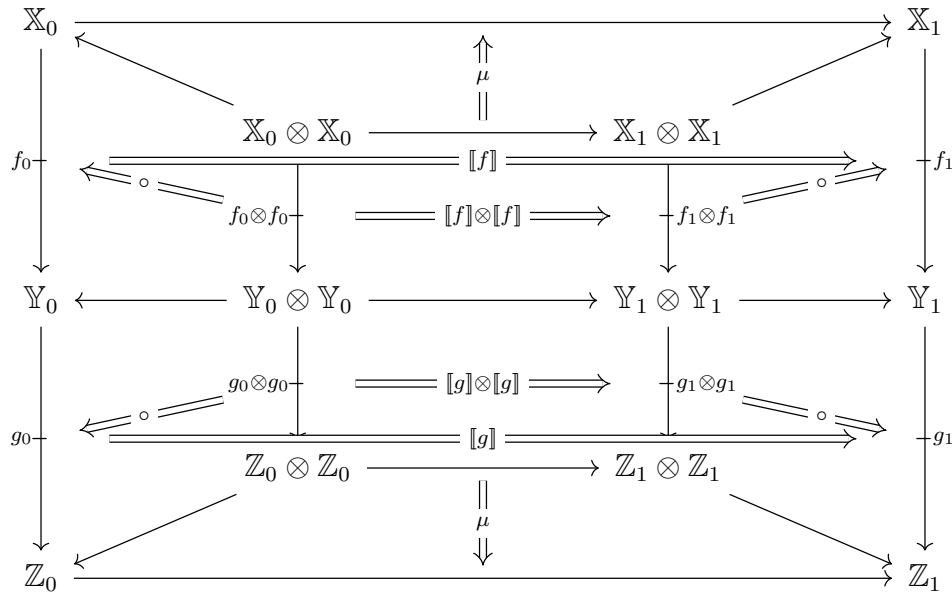 𝕏₀ 𝕏₁
μ
𝕏₀ ⊗ 𝕏₀ 𝕏₁ ⊗ 𝕏₁
f₀ ⟦f⟧ f₁
∘ ∘
f₀⊗f₀ ⟦f⟧⊗⟦f⟧ f₁⊗f₁
𝕐₀ 𝕐₀ ⊗ 𝕐₀ 𝕐₁ ⊗ 𝕐₁ 𝕐₁
g₀⊗g₀ ⟦g⟧⊗⟦g⟧ g₁⊗g₁
∘ ∘
g₀ ⟦g⟧ g₁
ℤ₀ ⊗ ℤ₀ ℤ₁ ⊗ ℤ₁
μ
ℤ₀ ℤ₁